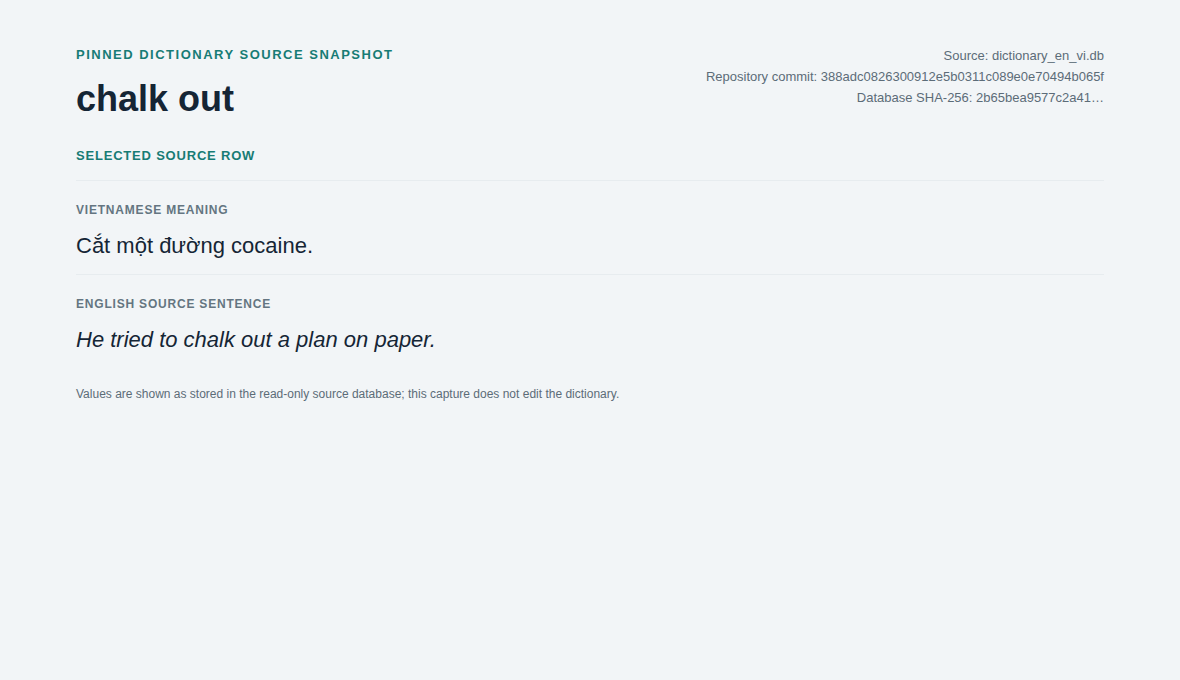 PINNED DICTIONARY SOURCE SNAPSHOT
chalk out
Source: dictionary_en_vi.db
Repository commit: 388adc0826300912e5b0311c089e0e70494b065f
Database SHA-256: 2b65bea9577c2a41…
SELECTED SOURCE ROW
VIETNAMESE MEANING
Cắt một đường cocaine.
ENGLISH SOURCE SENTENCE
He tried to chalk out a plan on paper.
Values are shown as stored in the read-only source database; this capture does not edit the dictionary.